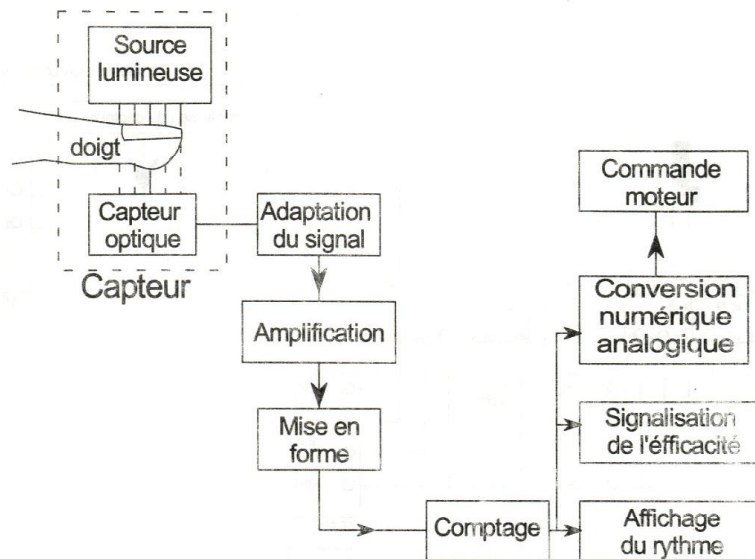 Source
lumineuse
doigt
Capteur
optique
Capteur
Adaptation
du signal
Amplification
Mise en
forme
Comptage
Commande
moteur
Conversion
numérique
analogique
Signalisation
de l'éfficacité
Affichage
du rythme